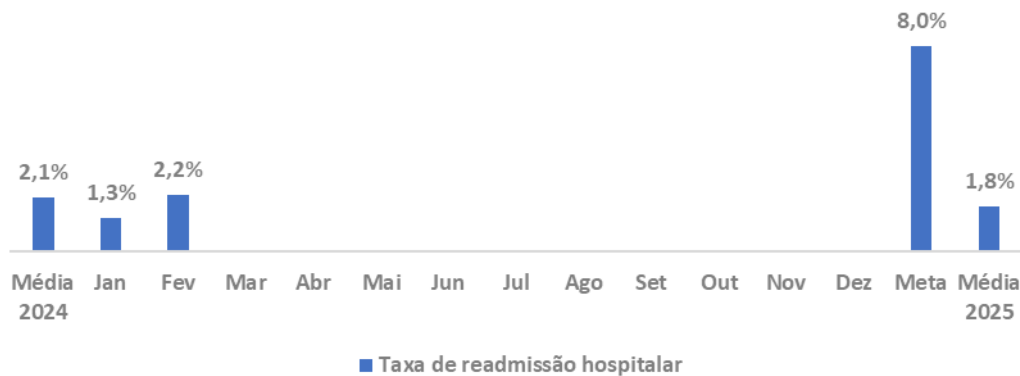 8,0%
2,1%
1,3%
2,2%
1,8%
Média 2024
Jan
Fev
Mar
Abr
Mai
Jun
Jul
Ago
Set
Out
Nov
Dez
Meta
Média 2025
Taxa de readmissão hospitalar